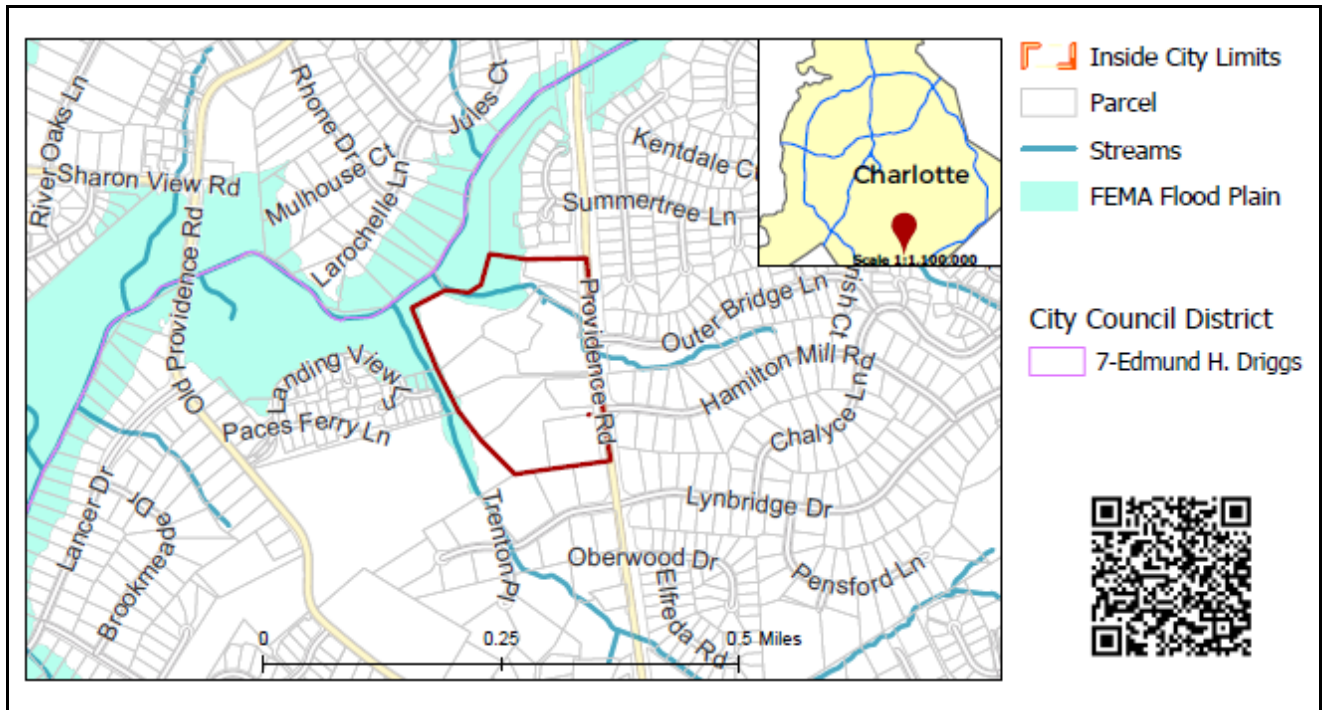 River Oaks Ln
Sharon View Rd
Old Providence Rd
Rhone Dr
Mulhouse Ct
Larochelle Ln
Jules Ct
Kentdale
Summertree Ln
Providence Rd
Outer Bridge Ln
Hamilton Mill Rd
Chalyce Ln
Lynbridge Dr
Landing View Ln
Paces Ferry Ln
Lancer Dr
Brookmeade Dr
Trenton Pl
Oberwood Dr
Elfreda Rd
Pensford Ln
0
0.25
0.5 Miles
Charlotte
Scale 1:1,100,000
Inside City Limits
Parcel
Streams
FEMA Flood Plain
City Council District
7-Edmund H. Driggs